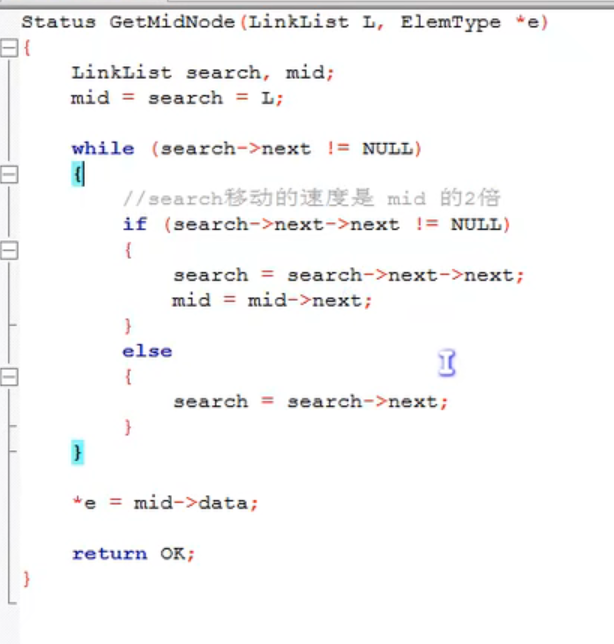 Status GetMidNode(LinkList L, ElemType *e)
{
LinkList search, mid;
mid = search = L;
while (search->next != NULL)
{
//search移动的速度是 mid 的2倍
if (search->next->next != NULL)
{
search = search->next->next;
mid = mid->next;
}
else
{
search = search->next;
}
}
*e = mid->data;
return OK;
}